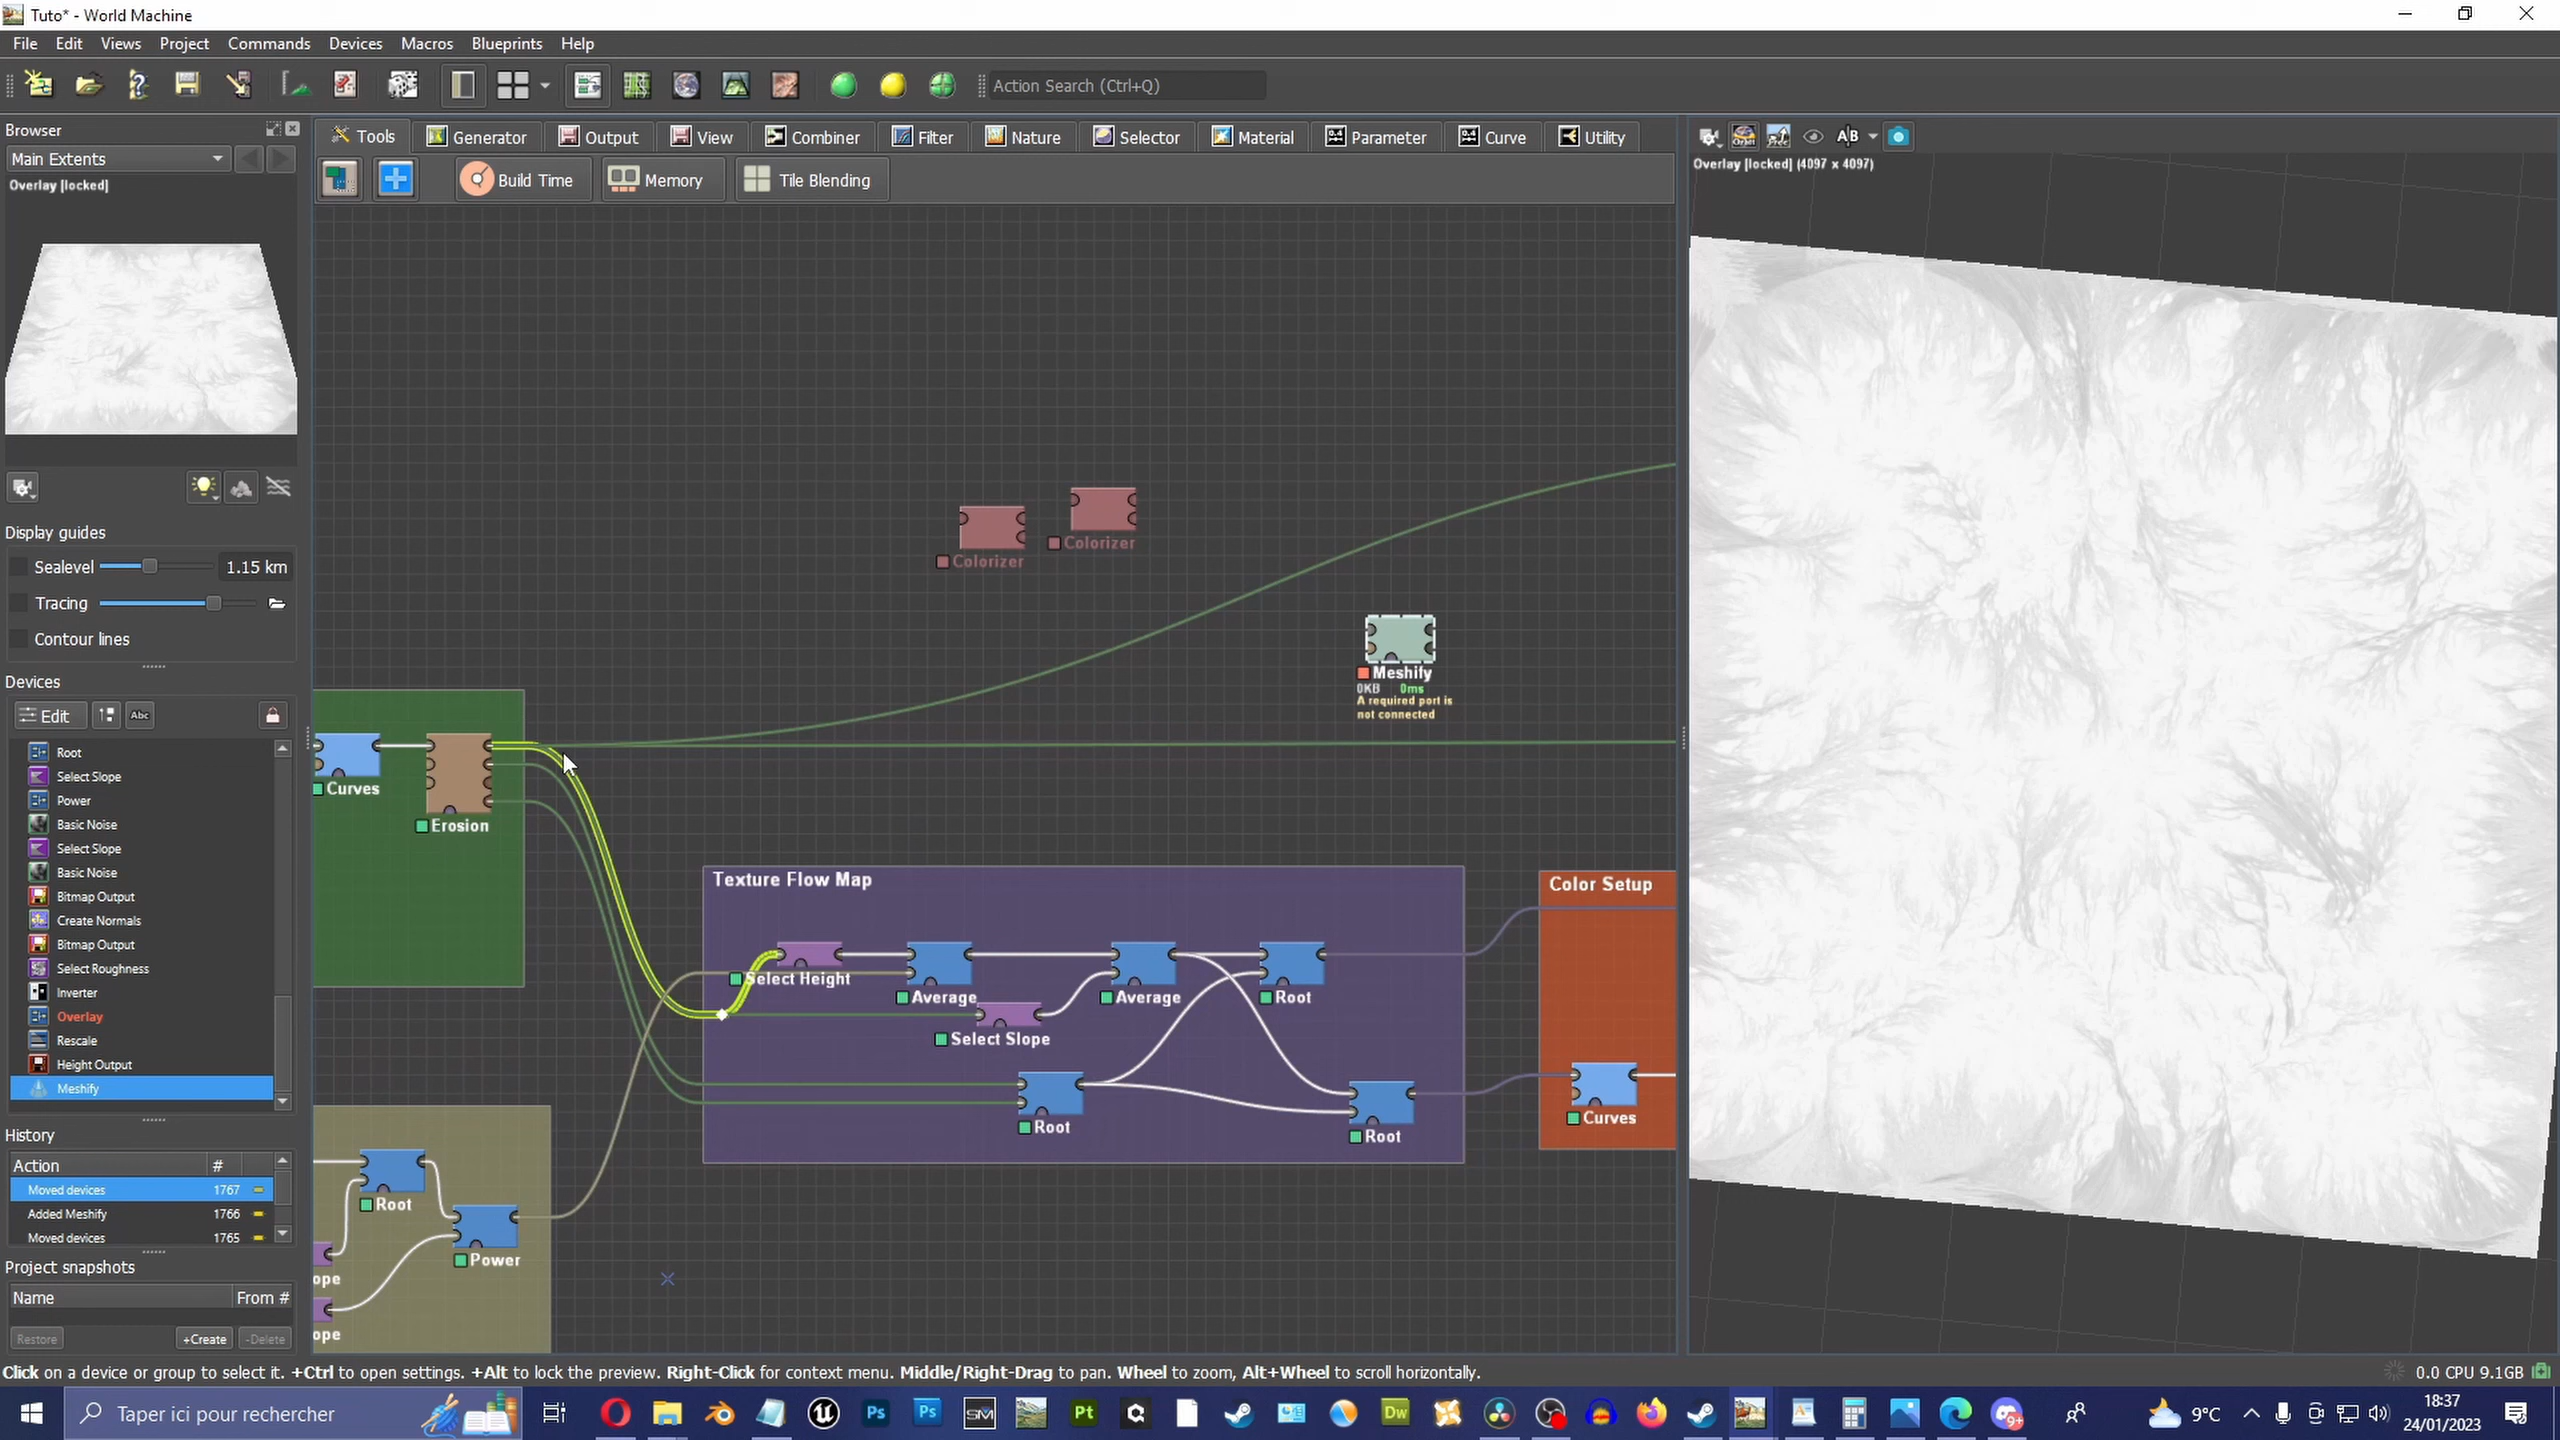 Tuto* - World Machine
File Edit Views Project Commands Devices Macros Blueprints Help
Action Search (Ctrl+Q)
Browser
Main Extents
Overlay [locked]
Tools Generator Output View Combiner Filter Nature Selector Material Parameter Curve Utility
Build Time Memory Tile Blending
A|B
Overlay [locked] (4097 x 4097)
Display guides
Sealevel 1.15 km
Tracing
Contour lines
Devices
Edit Abc
Root
Select Slope
Power
Basic Noise
Select Slope
Basic Noise
Bitmap Output
Create Normals
Bitmap Output
Select Roughness
Inverter
Overlay
Rescale
Height Output
Meshify
History
Action #
Moved devices 1767
Added Meshify 1766
Moved devices 1765
Project snapshots
Name From #
Restore +Create -Delete
Colorizer
Colorizer
Meshify
0KB 0ms
A required port is
not connected
Curves
Erosion
Texture Flow Map
Select Height
Average
Select Slope
Average
Root
Root
Root
Color Setup
Curves
Root
Power
ope
ope
Click on a device or group to select it. +Ctrl to open settings. +Alt to lock the preview. Right-Click for context menu. Middle/Right-Drag to pan. Wheel to zoom, Alt+Wheel to scroll horizontally.
0.0 CPU 9.1GB
Taper ici pour rechercher
Ps Ps SM Pt Dw
9+
9°C
18:37
24/01/2023